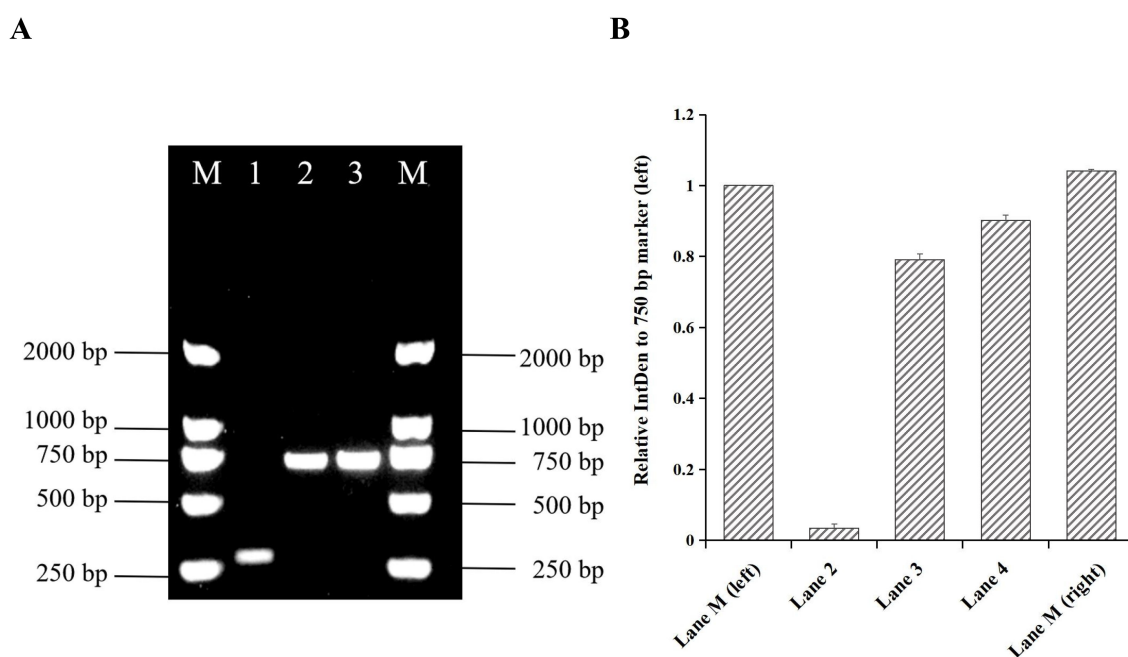 A
B
M 1 2 3 M
2000 bp
1000 bp
750 bp
500 bp
250 bp
2000 bp
1000 bp
750 bp
500 bp
250 bp
Relative IntDen to 750 bp marker (left)
1.2
1
0.8
0.6
0.4
0.2
0
Lane M (left)
Lane 2
Lane 3
Lane 4
Lane M (right)